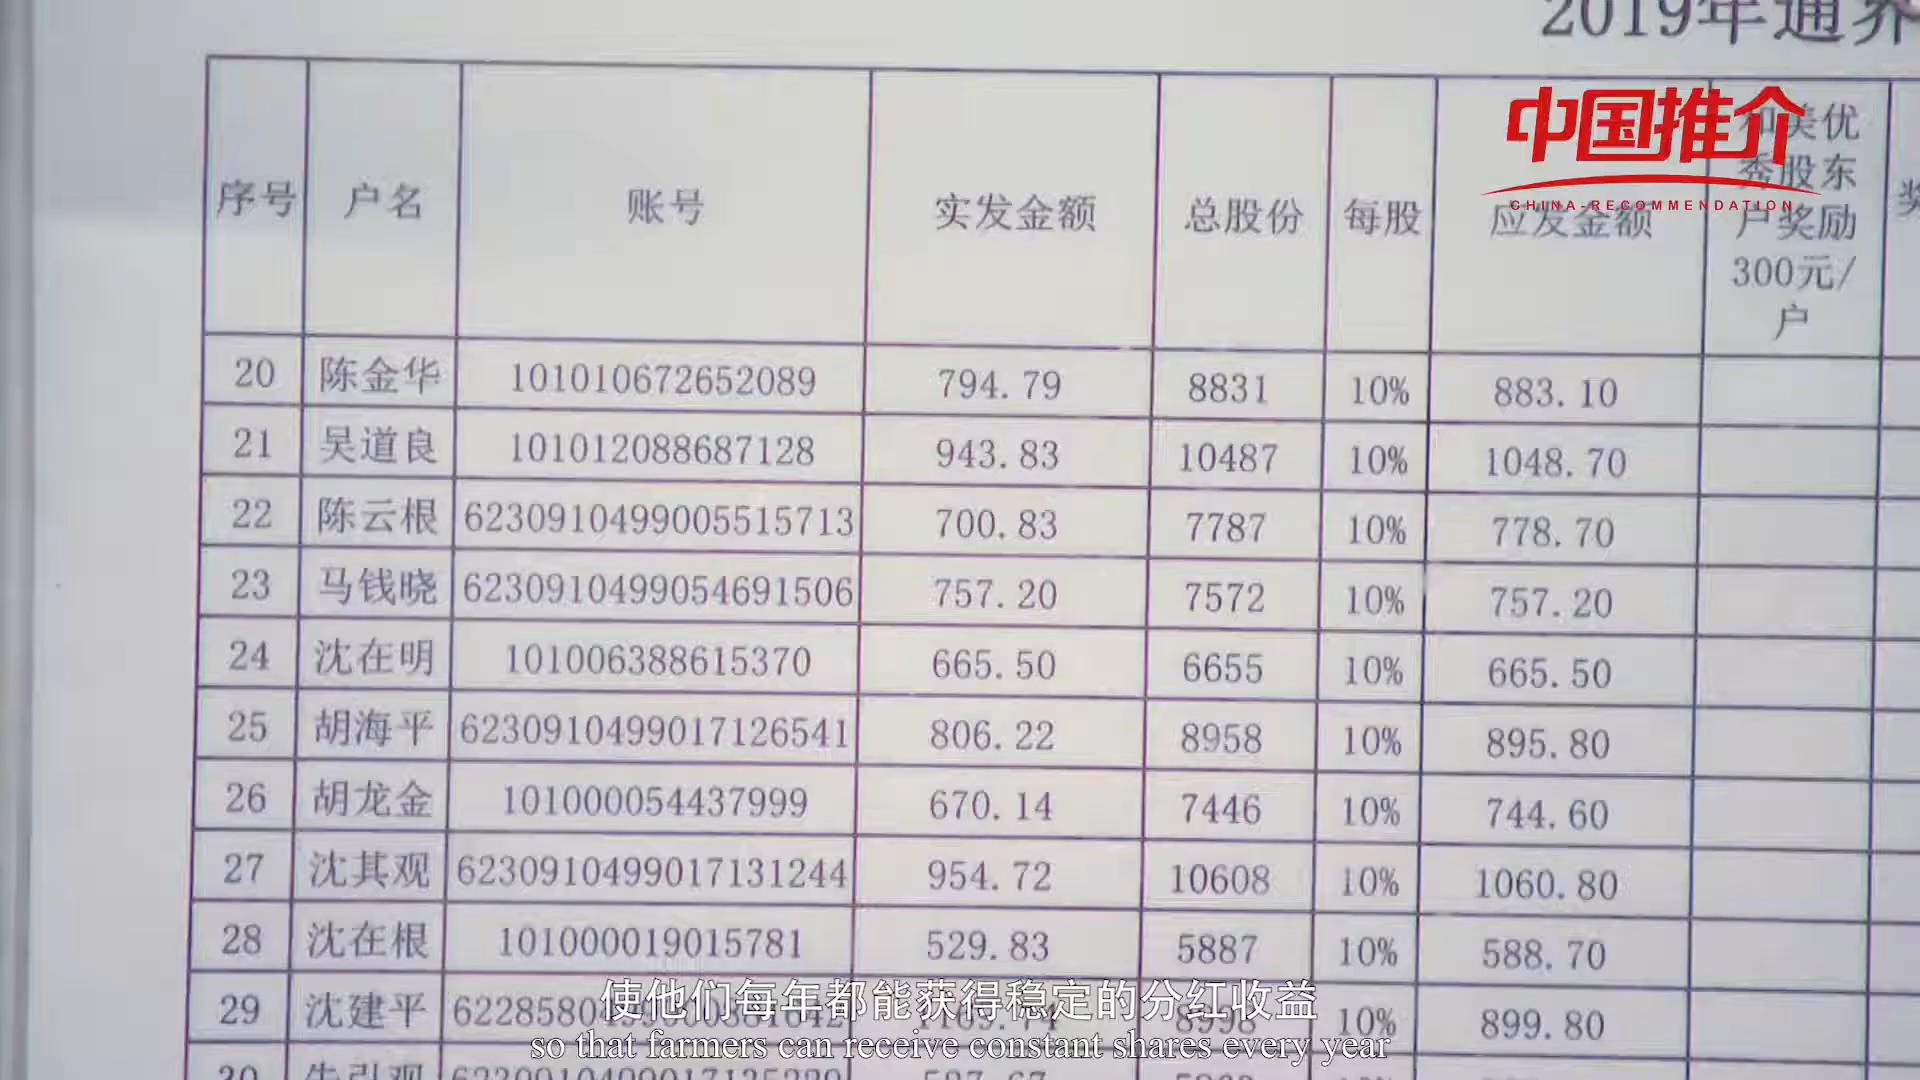 2019年通界
中国推介
CHINA-RECOMMENDATION
序号 户名 账号 实发金额 总股份 每股 应发金额 和美优秀股东户奖励300元/户 奖
20 陈金华 101010672652089 794.79 8831 10% 883.10
21 吴道良 101012088687128 943.83 10487 10% 1048.70
22 陈云根 6230910499005515713 700.83 7787 10% 778.70
23 马钱晓 6230910499054691506 757.20 7572 10% 757.20
24 沈在明 101006388615370 665.50 6655 10% 665.50
25 胡海平 6230910499017126541 806.22 8958 10% 895.80
26 胡龙金 101000054437999 670.14 7446 10% 744.60
27 沈其观 6230910499017131244 954.72 10608 10% 1060.80
28 沈在根 101000019015781 529.83 5887 10% 588.70
29 沈建平 8998 10% 899.80
使他们每年都能获得稳定的分红收益
so that farmers can receive constant shares every year